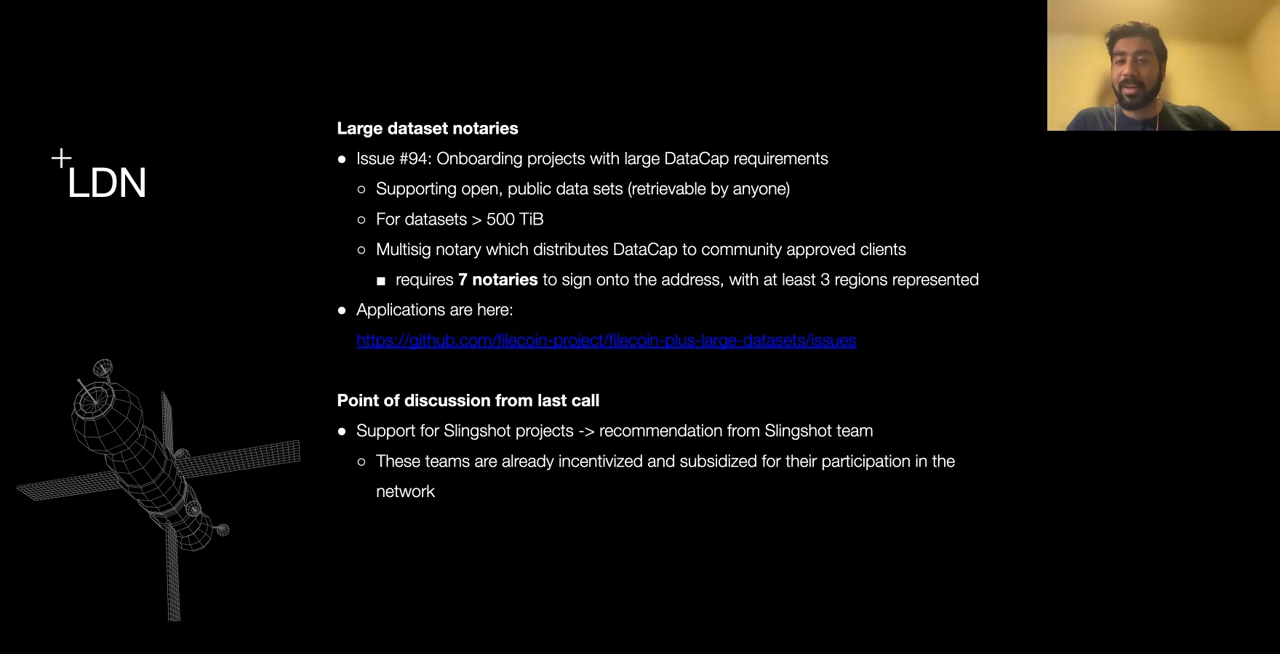 +
LDN
Large dataset notaries
● Issue #94: Onboarding projects with large DataCap requirements
○ Supporting open, public data sets (retrievable by anyone)
○ For datasets > 500 TiB
○ Multisig notary which distributes DataCap to community approved clients
■ requires 7 notaries to sign onto the address, with at least 3 regions represented
● Applications are here:
https://github.com/filecoin-project/filecoin-plus-large-datasets/issues
Point of discussion from last call
● Support for Slingshot projects -> recommendation from Slingshot team
○ These teams are already incentivized and subsidized for their participation in the
network